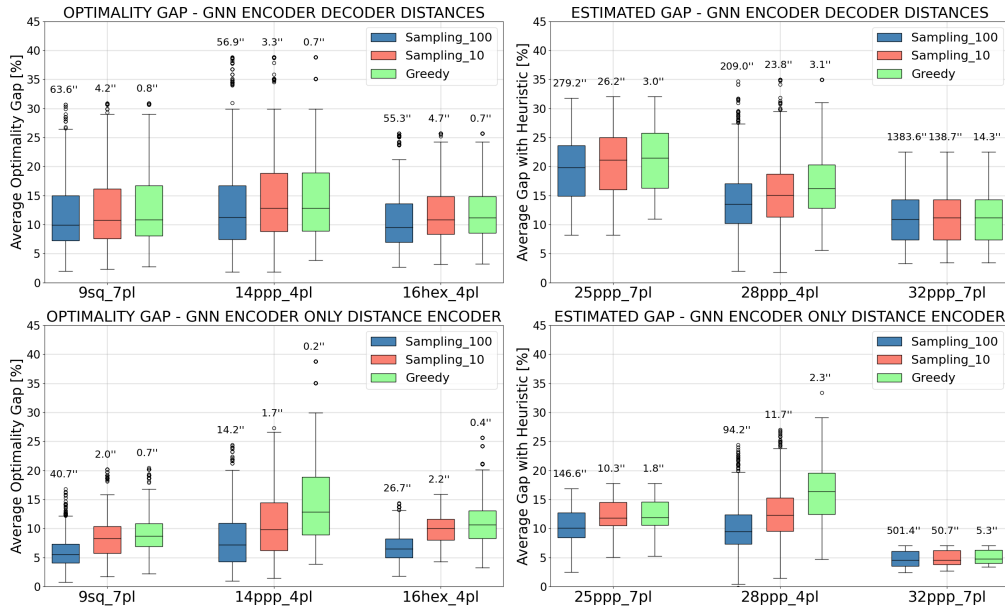 OPTIMALITY GAP - GNN ENCODER DECODER DISTANCES
Average Optimality Gap [%]
45
40
35
30
25
20
15
10
5
0
63.6''
4.2''
0.8''
56.9''
3.3''
0.7''
55.3''
4.7''
0.7''
Sampling_100
Sampling_10
Greedy
9sq_7pl
14ppp_4pl
16hex_4pl
ESTIMATED GAP - GNN ENCODER DECODER DISTANCES
Average Gap with Heuristic [%]
45
40
35
30
25
20
15
10
5
0
279.2''
26.2''
3.0''
209.0''
23.8''
3.1''
1383.6''
138.7''
14.3''
Sampling_100
Sampling_10
Greedy
25ppp_7pl
28ppp_4pl
32ppp_7pl
OPTIMALITY GAP - GNN ENCODER ONLY DISTANCE ENCODER
Average Optimality Gap [%]
45
40
35
30
25
20
15
10
5
0
40.7''
2.0''
0.7''
14.2''
1.7''
0.2''
26.7''
2.2''
0.4''
Sampling_100
Sampling_10
Greedy
9sq_7pl
14ppp_4pl
16hex_4pl
ESTIMATED GAP - GNN ENCODER ONLY DISTANCE ENCODER
Average Gap with Heuristic [%]
45
40
35
30
25
20
15
10
5
0
146.6''
10.3''
1.8''
94.2''
11.7''
2.3''
501.4''
50.7''
5.3''
Sampling_100
Sampling_10
Greedy
25ppp_7pl
28ppp_4pl
32ppp_7pl